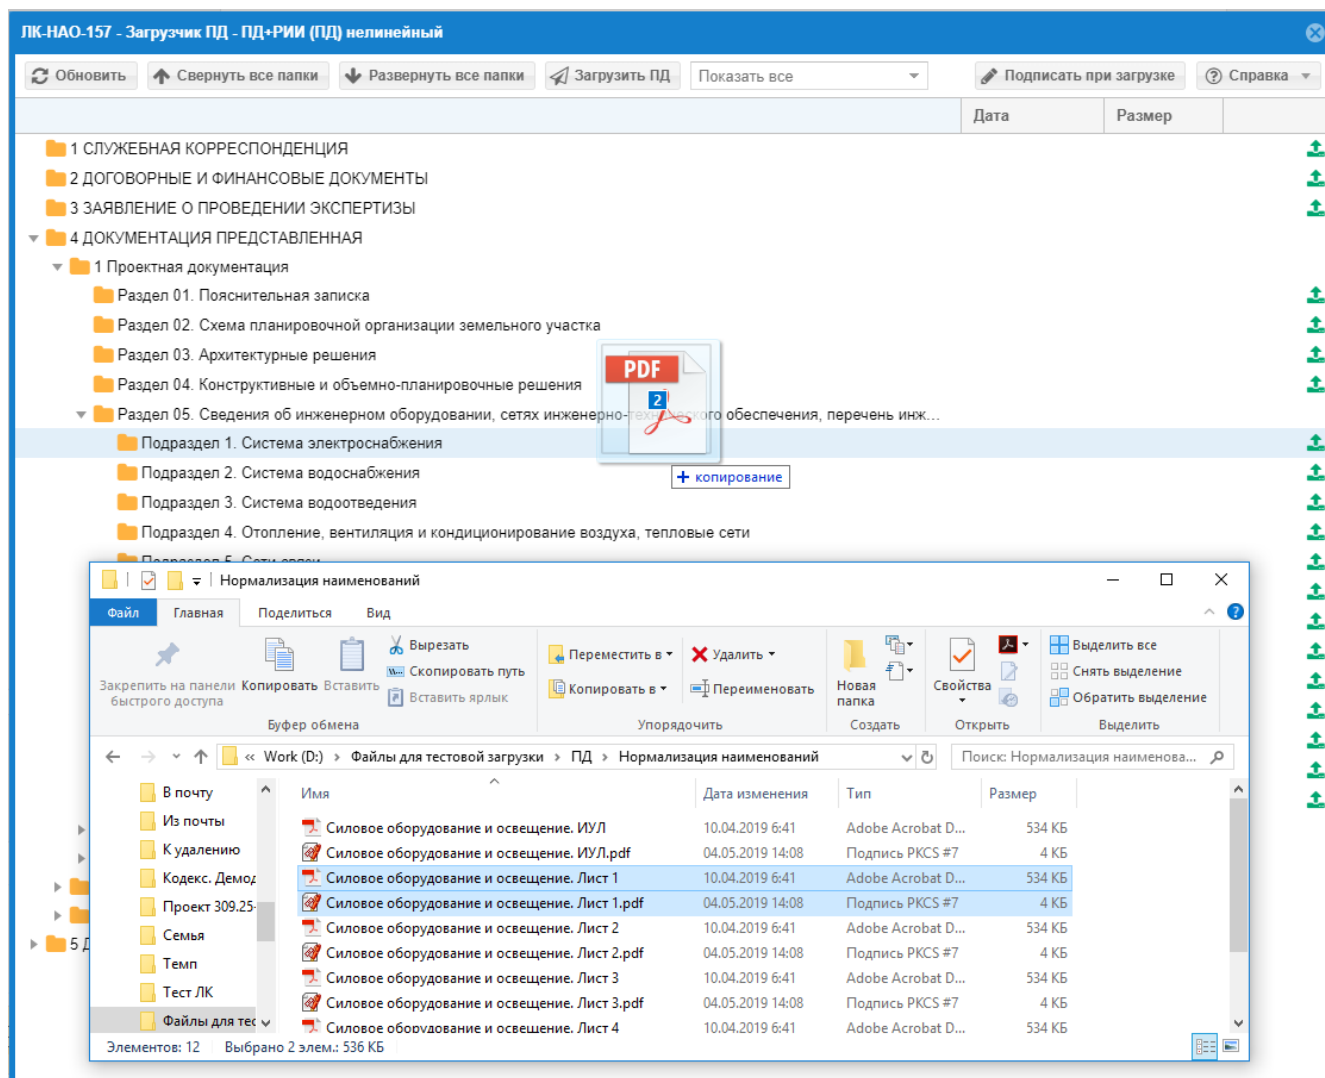 ЛК-НАО-157 - Загрузчик ПД - ПД+РИИ (ПД) нелинейный
Обновить Свернуть все папки Развернуть все папки Загрузить ПД Показать все Подписать при загрузке Справка
Дата Размер
1 СЛУЖЕБНАЯ КОРРЕСПОНДЕНЦИЯ
2 ДОГОВОРНЫЕ И ФИНАНСОВЫЕ ДОКУМЕНТЫ
3 ЗАЯВЛЕНИЕ О ПРОВЕДЕНИИ ЭКСПЕРТИЗЫ
4 ДОКУМЕНТАЦИЯ ПРЕДСТАВЛЕННАЯ
1 Проектная документация
Раздел 01. Пояснительная записка
Раздел 02. Схема планировочной организации земельного участка
Раздел 03. Архитектурные решения
Раздел 04. Конструктивные и объемно-планировочные решения
PDF
2
Раздел 05. Сведения об инженерном оборудовании, сетях инженерно-технического обеспечения, перечень инж...
Подраздел 1. Система электроснабжения
Подраздел 2. Система водоснабжения
+ копирование
Подраздел 3. Система водоотведения
Подраздел 4. Отопление, вентиляция и кондиционирование воздуха, тепловые сети
Подраздел 5. Сети связи
Нормализация наименований
Файл Главная Поделиться Вид
Закрепить на панели быстрого доступа Копировать Вставить Вырезать Скопировать путь Вставить ярлык
Переместить в Копировать в Удалить Переименовать
Новая папка Свойства Выделить все Снять выделение Обратить выделение
Буфер обмена Упорядочить Создать Открыть Выделить
« Work (D:) › Файлы для тестовой загрузки › ПД › Нормализация наименований Поиск: Нормализация наименова...
В почту
Из почты
К удалению
Кодекс. Демод
Проект 309.25-
Семья
Темп
Тест ЛК
Файлы для тес
Имя Дата изменения Тип Размер
Силовое оборудование и освещение. ИУЛ 10.04.2019 6:41 Adobe Acrobat D... 534 КБ
Силовое оборудование и освещение. ИУЛ.pdf 04.05.2019 14:08 Подпись PKCS #7 4 КБ
Силовое оборудование и освещение. Лист 1 10.04.2019 6:41 Adobe Acrobat D... 534 КБ
Силовое оборудование и освещение. Лист 1.pdf 04.05.2019 14:08 Подпись PKCS #7 4 КБ
Силовое оборудование и освещение. Лист 2 10.04.2019 6:41 Adobe Acrobat D... 534 КБ
Силовое оборудование и освещение. Лист 2.pdf 04.05.2019 14:08 Подпись PKCS #7 4 КБ
Силовое оборудование и освещение. Лист 3 10.04.2019 6:41 Adobe Acrobat D... 534 КБ
Силовое оборудование и освещение. Лист 3.pdf 04.05.2019 14:08 Подпись PKCS #7 4 КБ
Силовое оборудование и освещение. Лист 4 10.04.2019 6:41 Adobe Acrobat D... 534 КБ
5 Д
Элементов: 12 Выбрано 2 элем.: 536 КБ